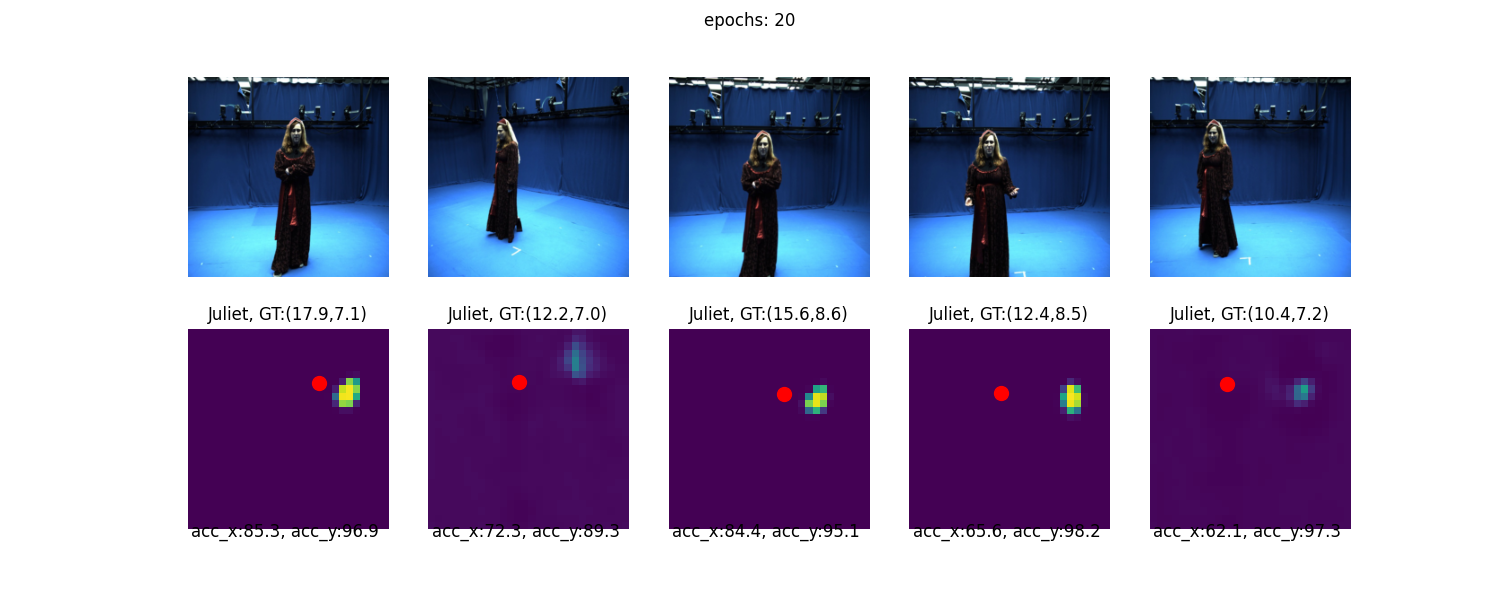 epochs: 20
Juliet, GT:(17.9,7.1)
Juliet, GT:(12.2,7.0)
Juliet, GT:(15.6,8.6)
Juliet, GT:(12.4,8.5)
Juliet, GT:(10.4,7.2)
acc_x:85.3, acc_y:96.9
acc_x:72.3, acc_y:89.3
acc_x:84.4, acc_y:95.1
acc_x:65.6, acc_y:98.2
acc_x:62.1, acc_y:97.3